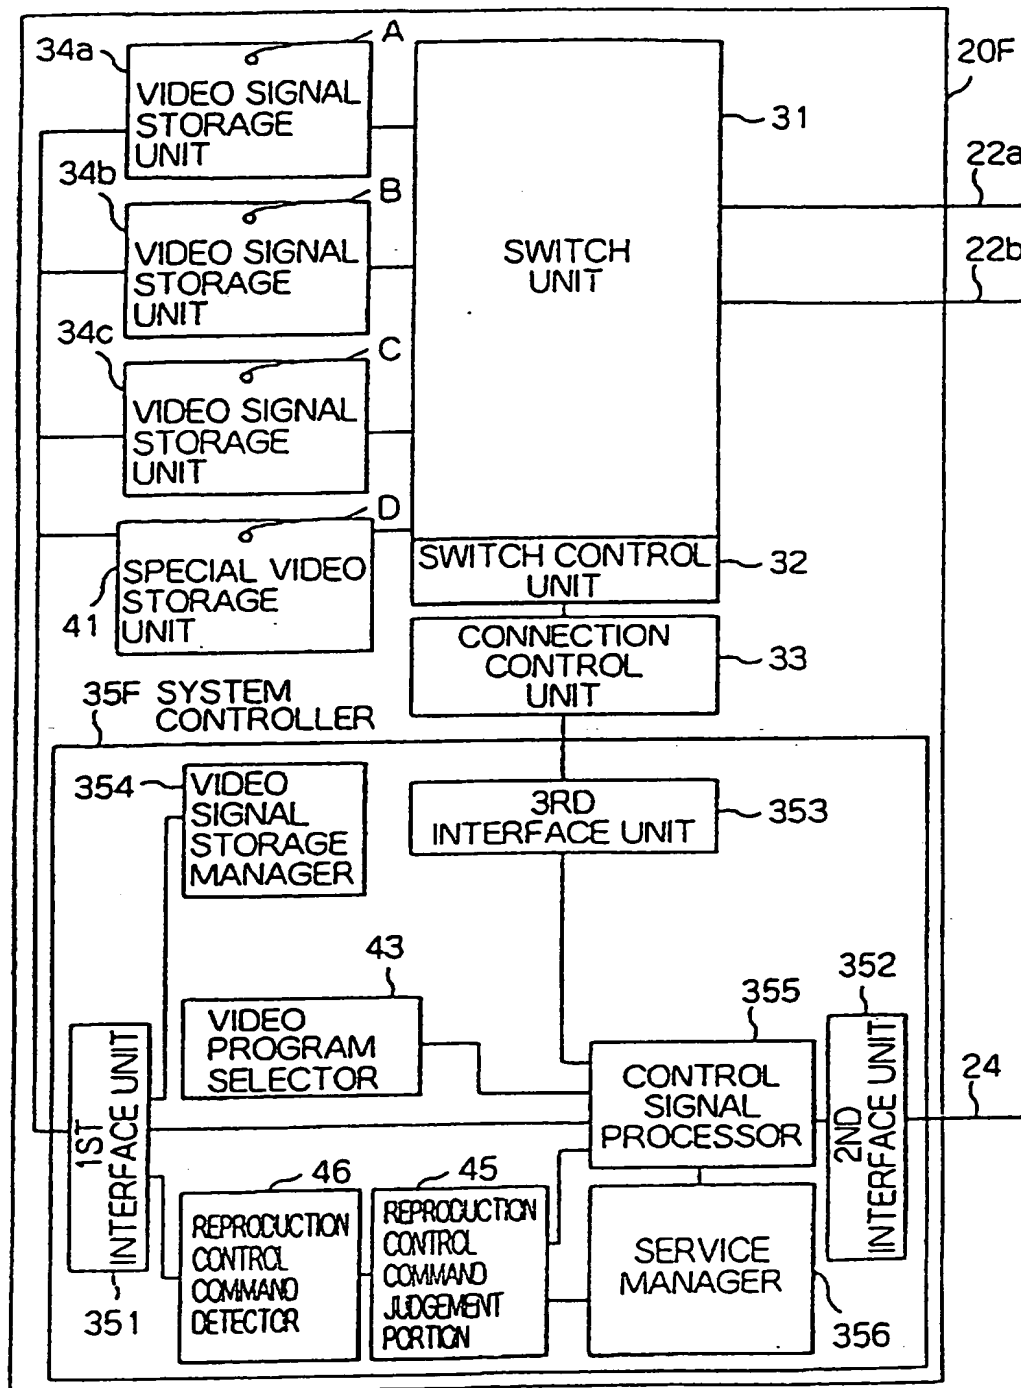 34a
A
20F
VIDEO SIGNAL
STORAGE
UNIT
31
22a
34b
B
VIDEO SIGNAL
STORAGE
UNIT
SWITCH
UNIT
22b
34c
C
VIDEO SIGNAL
STORAGE
UNIT
D
SPECIAL VIDEO
STORAGE
UNIT
41
SWITCH CONTROL
UNIT
32
CONNECTION
CONTROL
UNIT
33
35F SYSTEM
CONTROLLER
354
VIDEO
SIGNAL
STORAGE
MANAGER
3RD
INTERFACE UNIT
353
43
VIDEO
PROGRAM
SELECTOR
355
352
1ST
INTERFACE UNIT
CONTROL
SIGNAL
PROCESSOR
2ND
INTERFACE UNIT
24
46
45
REPRODUCTION
CONTROL
COMMAND
DETECTOR
REPRODUCTION
CONTROL
COMMAND
JUDGEMENT
PORTION
SERVICE
MANAGER
351
356